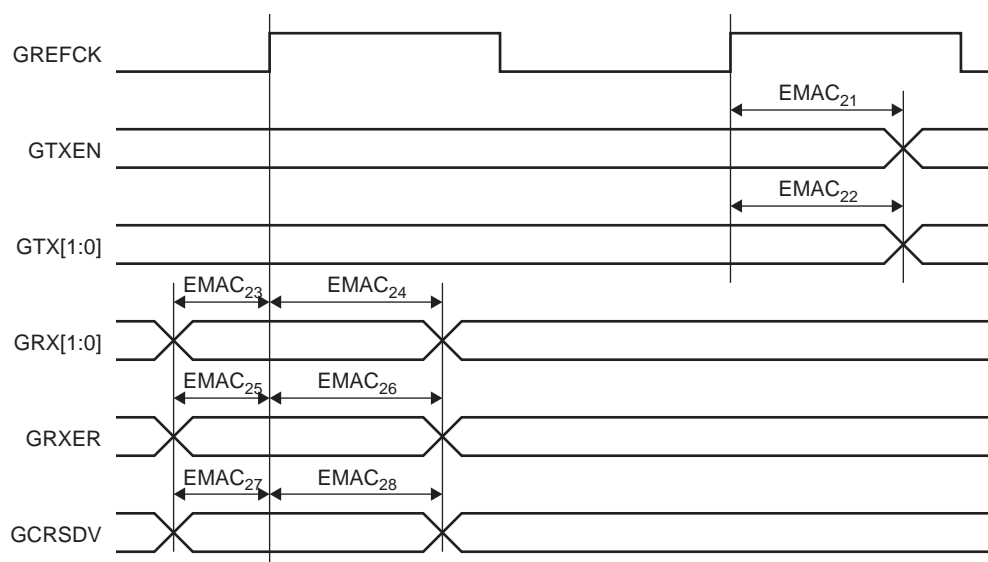 GREFCK
EMAC21
GTXEN
EMAC22
GTX[1:0]
EMAC23 EMAC24
GRX[1:0]
EMAC25 EMAC26
GRXER
EMAC27 EMAC28
GCRSDV